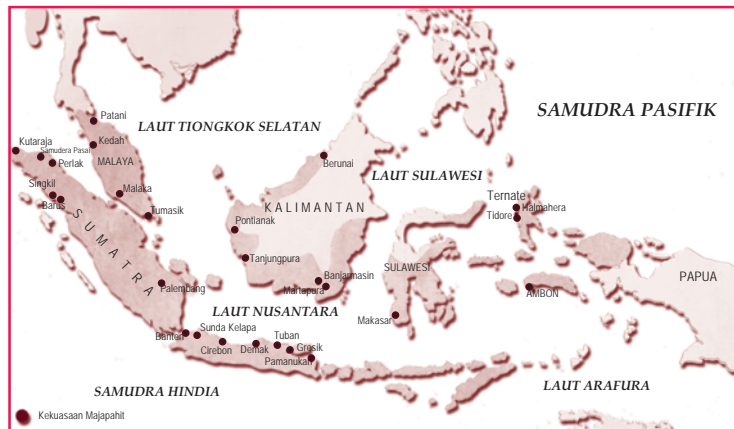 SAMUDRA PASIFIK
Patani
LAUT TIONGKOK SELATAN
Kutaraja
Samudera Pasai
Kedah
Perlak
MALAYA
Berunai
LAUT SULAWESI
Singkil
Malaka
Barus
Tumasik
KALIMANTAN
Ternate
Halmahera
Tidore
Pontianak
SUMATRA
Tanjungpura
SULAWESI
PAPUA
Palembang
Banjarmasin
Martapura
AMBON
LAUT NUSANTARA
Makasar
Banten
Sunda Kelapa
Tuban
Cirebon
Demak
Gresik
Pamanukan
SAMUDRA HINDIA
LAUT ARAFURA
Kekuasaan Majapahit